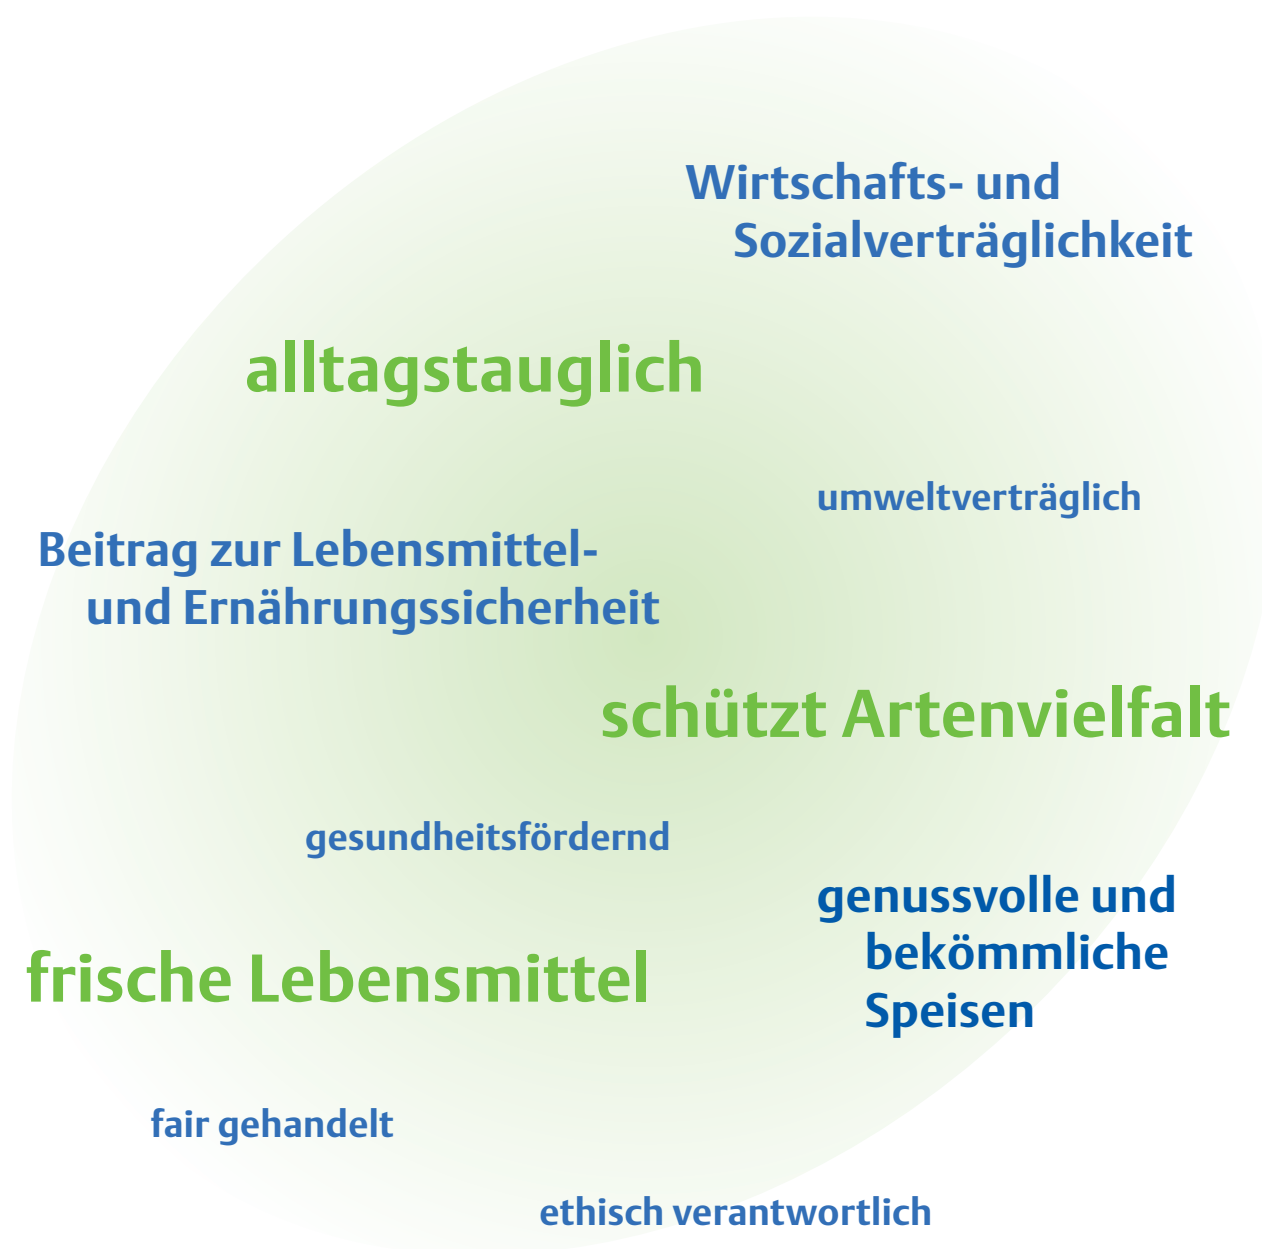 Wirtschafts- und
Sozialverträglichkeit
alltagstauglich
umweltverträglich
Beitrag zur Lebensmittel-
und Ernährungssicherheit
schützt Artenvielfalt
gesundheitsfördernd
genussvolle und
bekömmliche
Speisen
frische Lebensmittel
fair gehandelt
ethisch verantwortlich